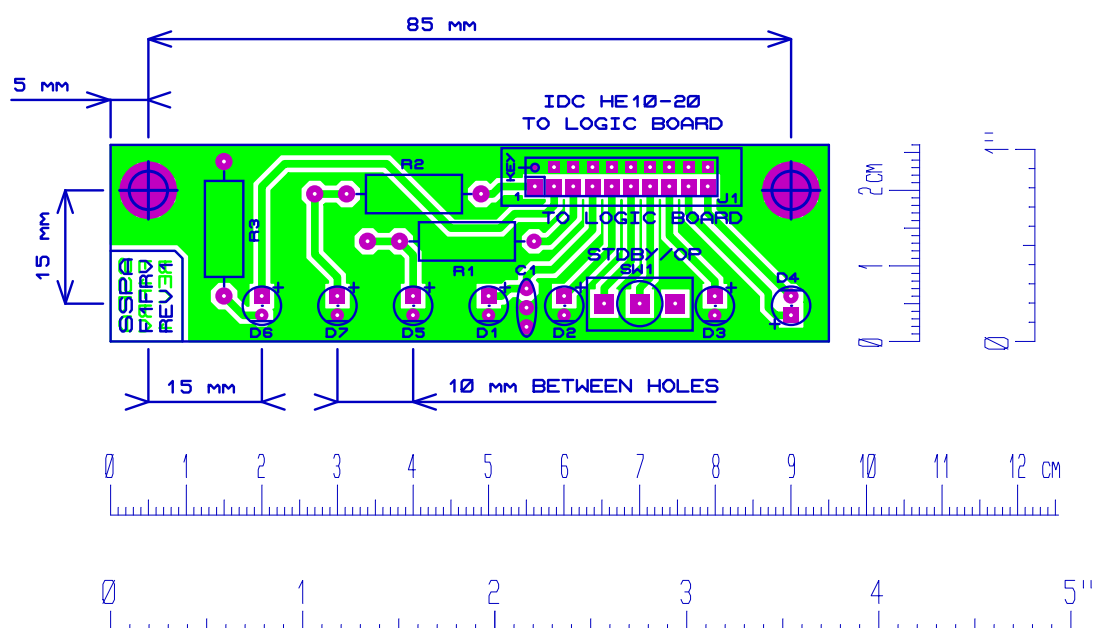 85 mm
5 mm
IDC HE10-20
TO LOGIC BOARD
KEY
R2
1
J1
TO LOGIC BOARD
R3
R1
STDBY/OP
C1
SW1
D4
15 mm
SSPA
F1FRV
REV31
+
+
+
+
+
+
+
D6
D7
D5
D1
D2
D3
15 mm
10 mm BETWEEN HOLES
2 cm
1
0
1"
0
0 1 2 3 4 5 6 7 8 9 10 11 12 cm
0 1 2 3 4 5"